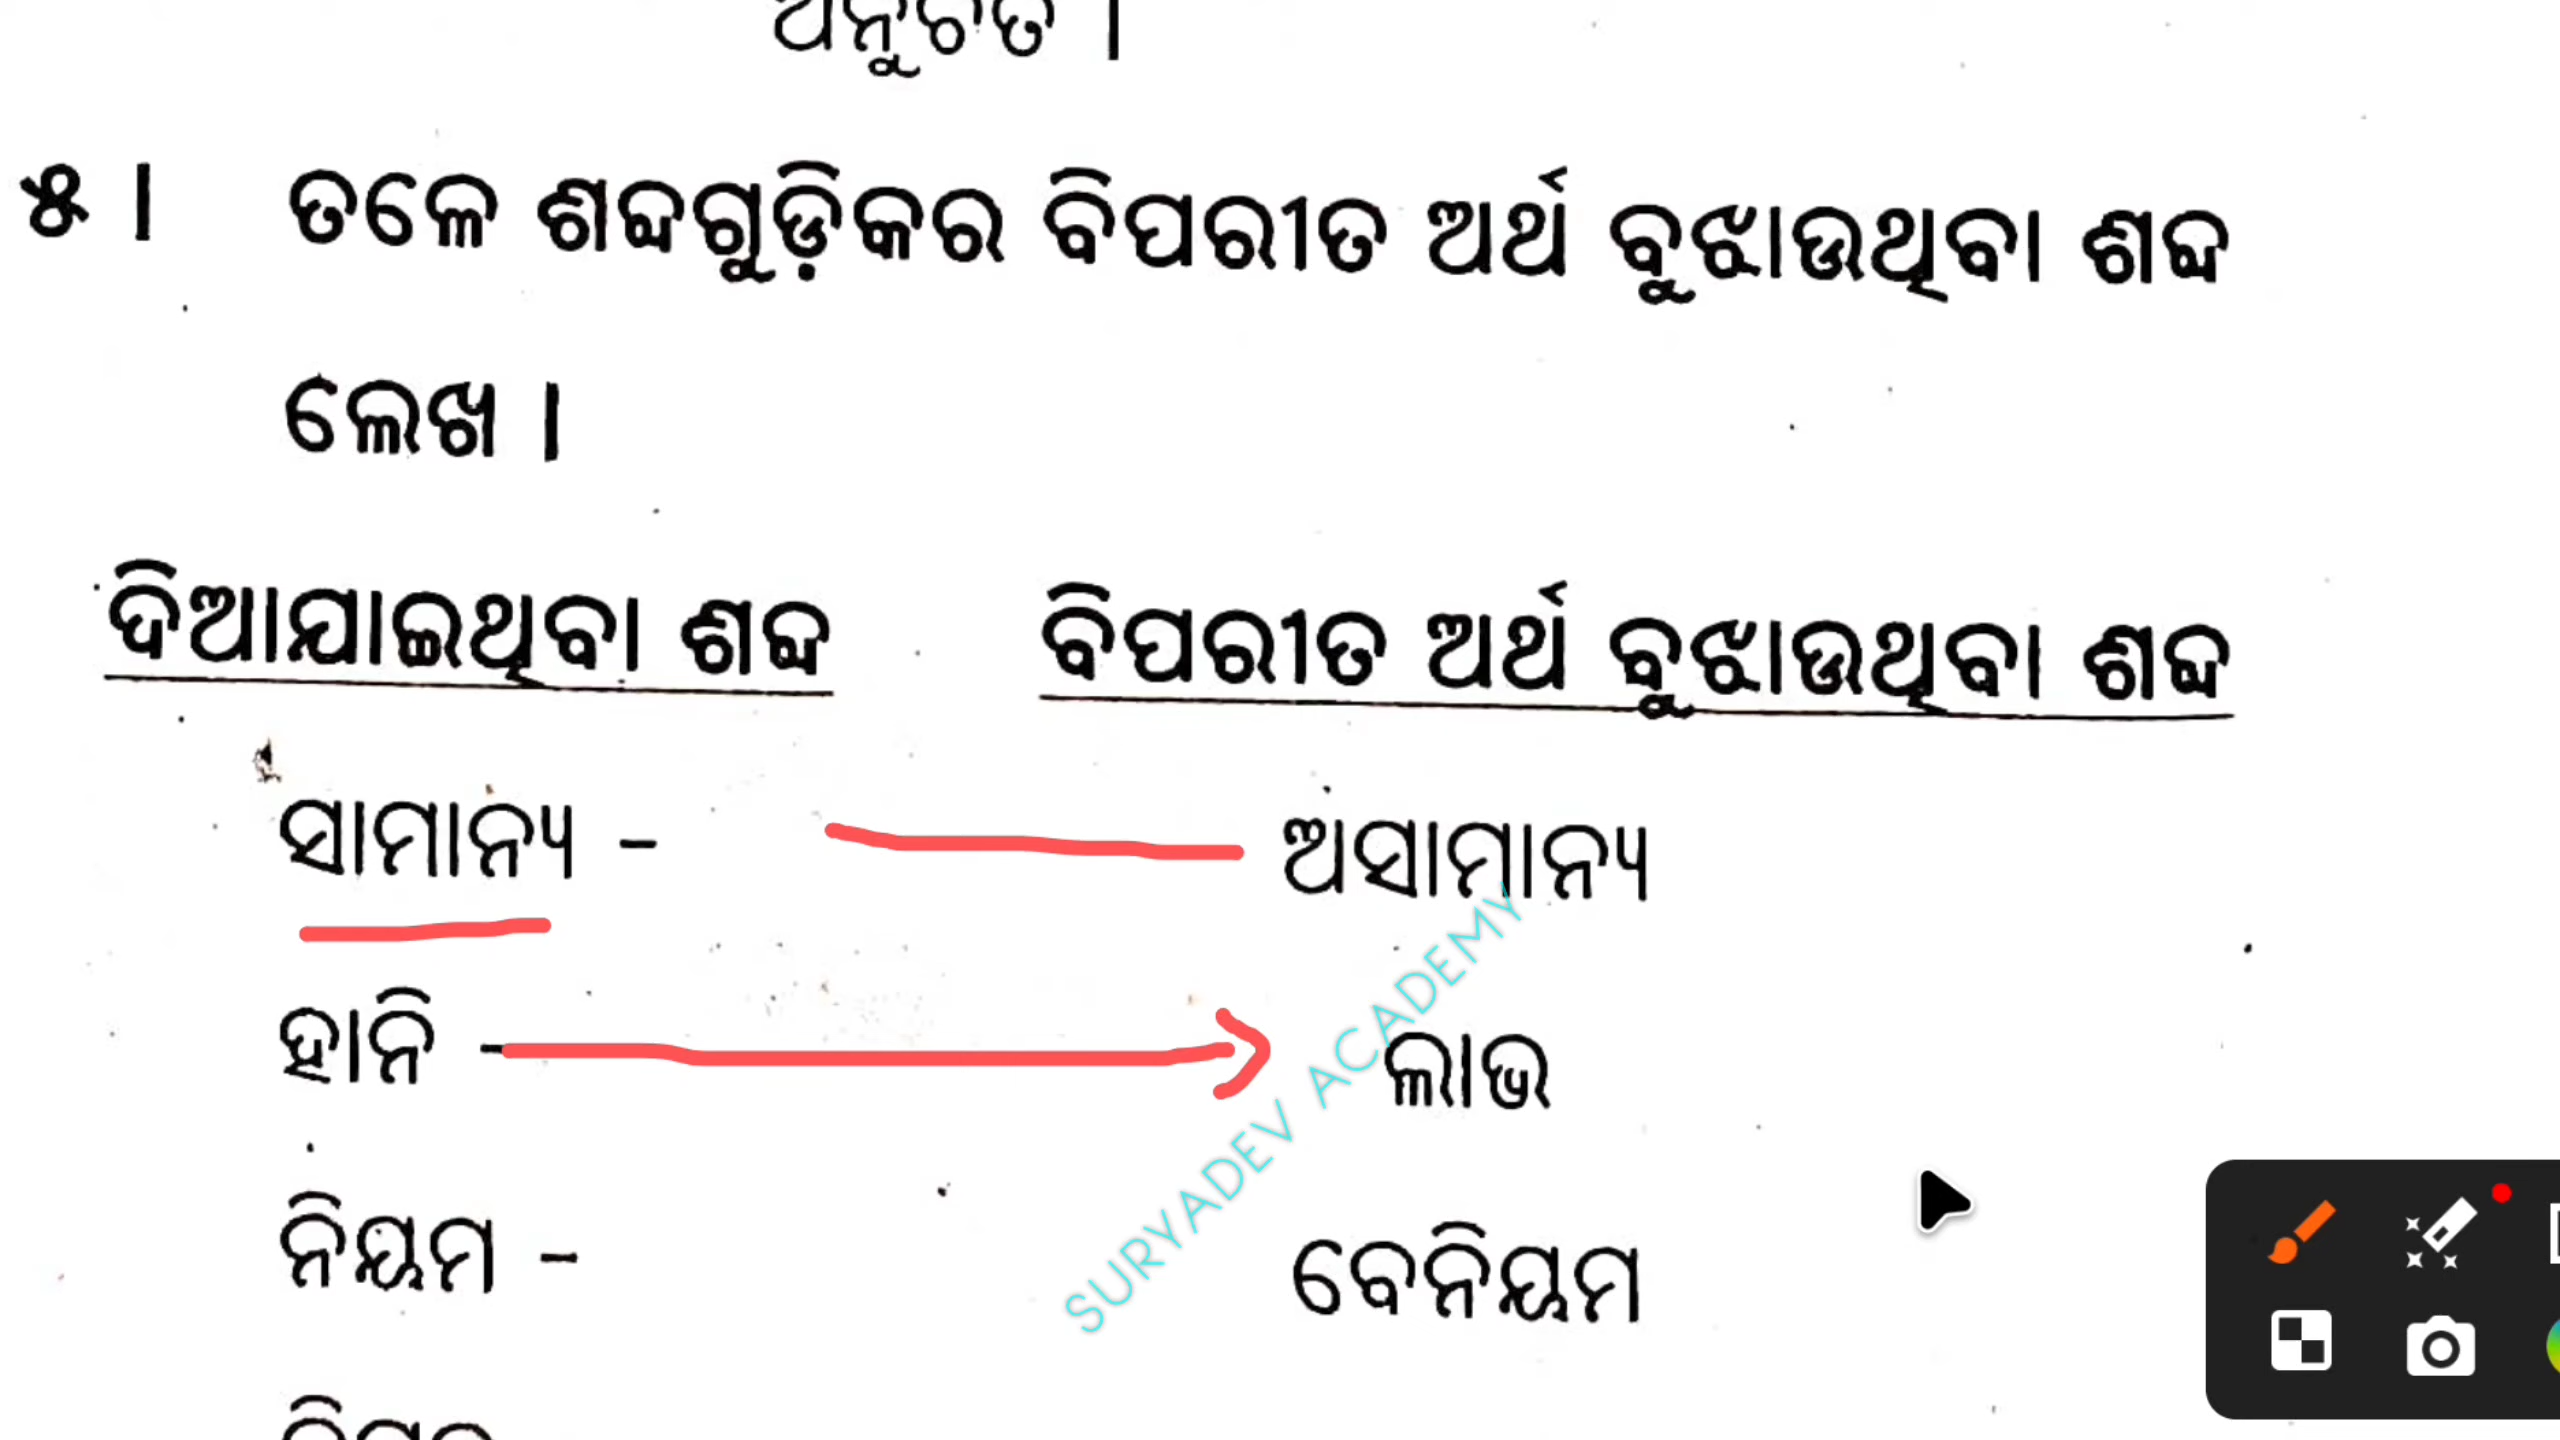 ଅନୁଚିତ ।
୫ । ତଳେ ଶବ୍ଦଗୁଡ଼ିକର ବିପରୀତ ଅର୍ଥ ବୁଝାଉଥିବା ଶବ୍ଦ
ଲେଖ ।
ଦିଆଯାଇଥିବା ଶବ୍ଦ ବିପରୀତ ଅର୍ଥ ବୁଝାଉଥିବା ଶବ୍ଦ
ସାମାନ୍ୟ - ଅସାମାନ୍ୟ
ହାନି - ଲାଭ
ନିୟମ - ବେନିୟମ
SURYADEV ACADEMY